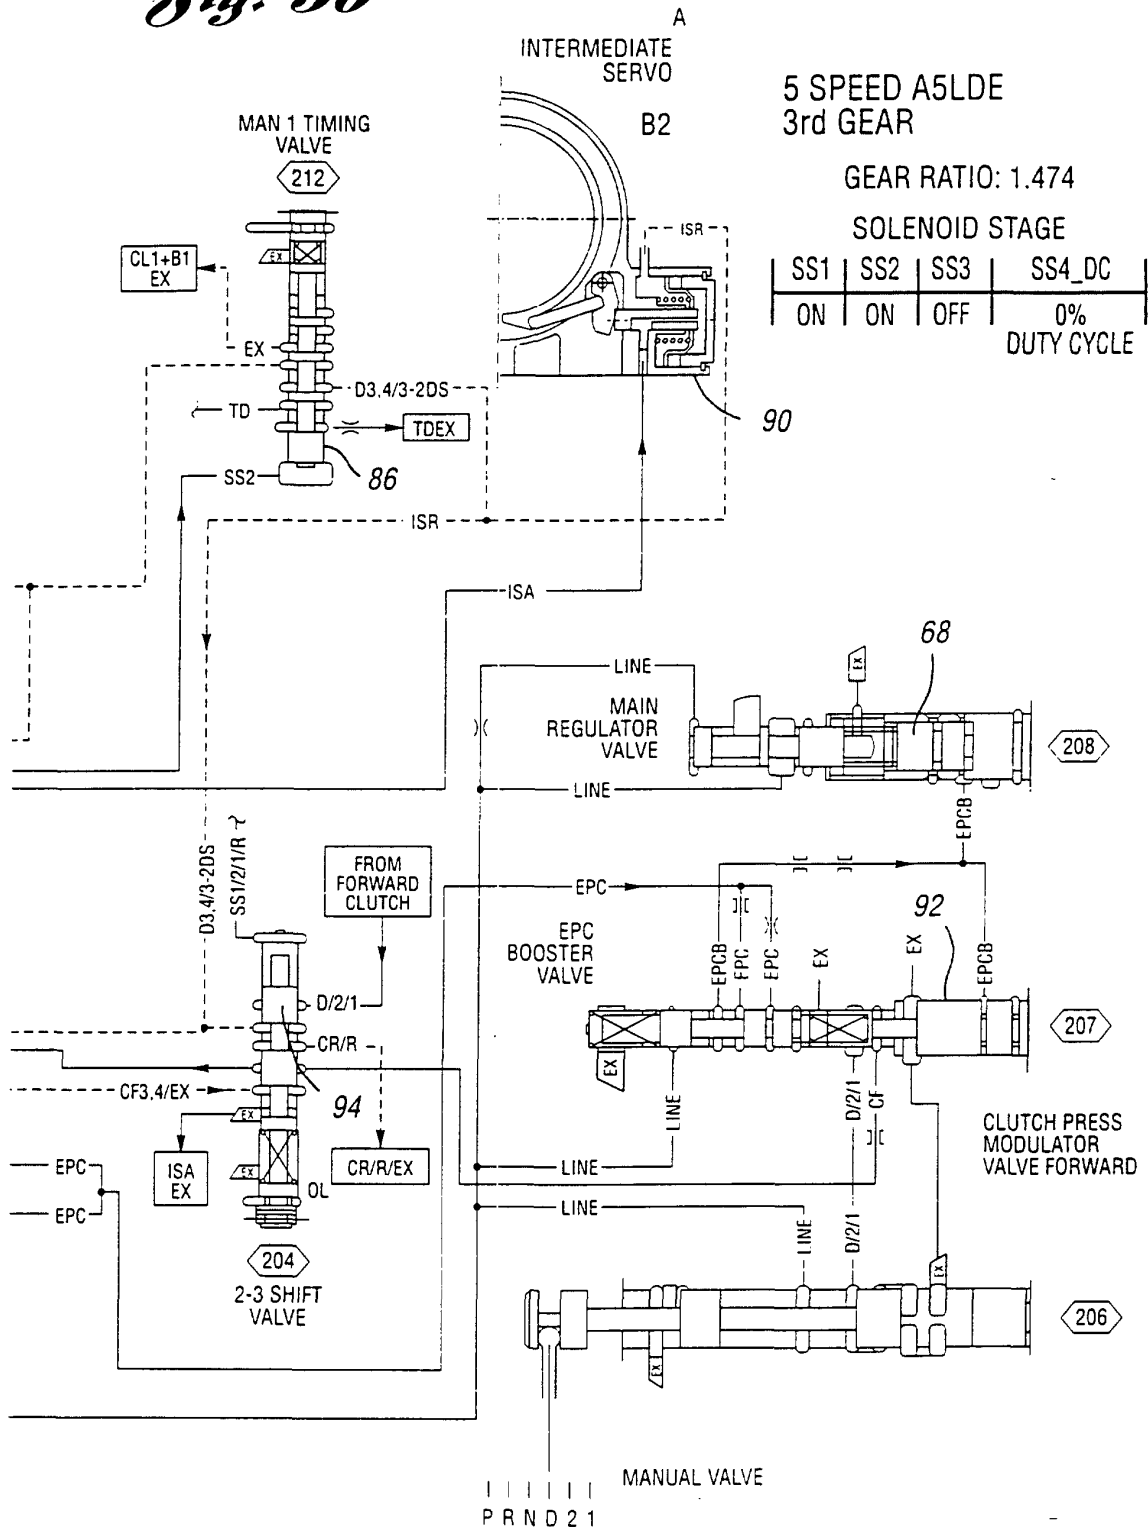 Fig.
A
INTERMEDIATE
SERVO
B2
5 SPEED A5LDE
3rd GEAR
GEAR RATIO: 1.474
SOLENOID STAGE
SS1 SS2 SS3 SS4_DC
ON ON OFF 0%
DUTY CYCLE
MAN 1 TIMING
VALVE
212
EX
CL1+B1
EX
EX
TD
D3,4/3-2DS
TDEX
SS2
86
ISR
90
ISR
ISA
68
LINE
EX
MAIN
REGULATOR
VALVE
208
LINE
EPCB
D3,4/3-2DS
SS1/2/1/R
FROM
FORWARD
CLUTCH
EPC
EPC
BOOSTER
VALVE
EPCB
EPC
EPC
EX
EX
92
EPCB
207
EX
D/2/1
CR/R
CF3,4/EX
EX
94
LINE
D/2/1
CF
CLUTCH PRESS
MODULATOR
VALVE FORWARD
ISA
EX
EX
CR/R/EX
OL
EPC
EPC
LINE
LINE
LINE
D/2/1
EX
204
2-3 SHIFT
VALVE
206
EX
MANUAL VALVE
P R N D 2 1